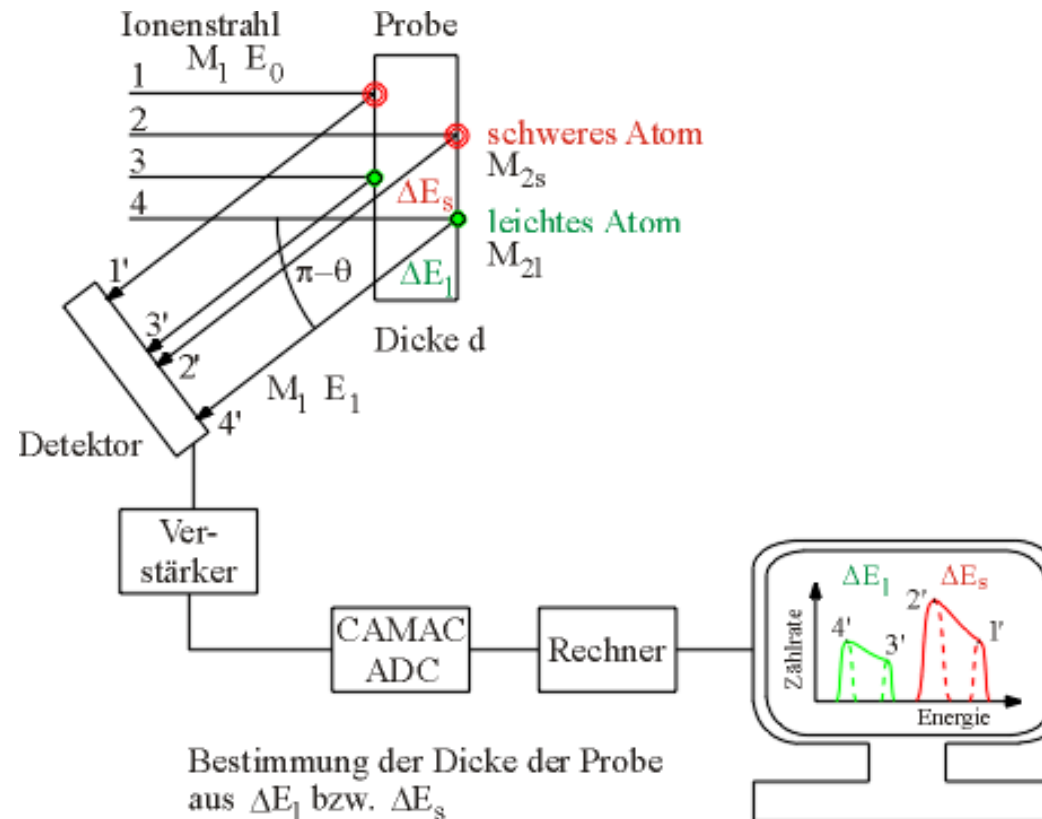 Ionenstrahl
M₁ E₀
Probe
1
2
3
4
schweres Atom
M₂ₛ
ΔEₛ
leichtes Atom
M₂ₗ
ΔEₗ
π–θ
1'
3'
2'
4'
Dicke d
M₁ E₁
Detektor
Ver-
stärker
CAMAC
ADC
Rechner
ΔEₗ ΔEₛ
2'
4'
3'
1'
Zählrate
Energie
Bestimmung der Dicke der Probe
aus ΔEₗ bzw. ΔEₛ